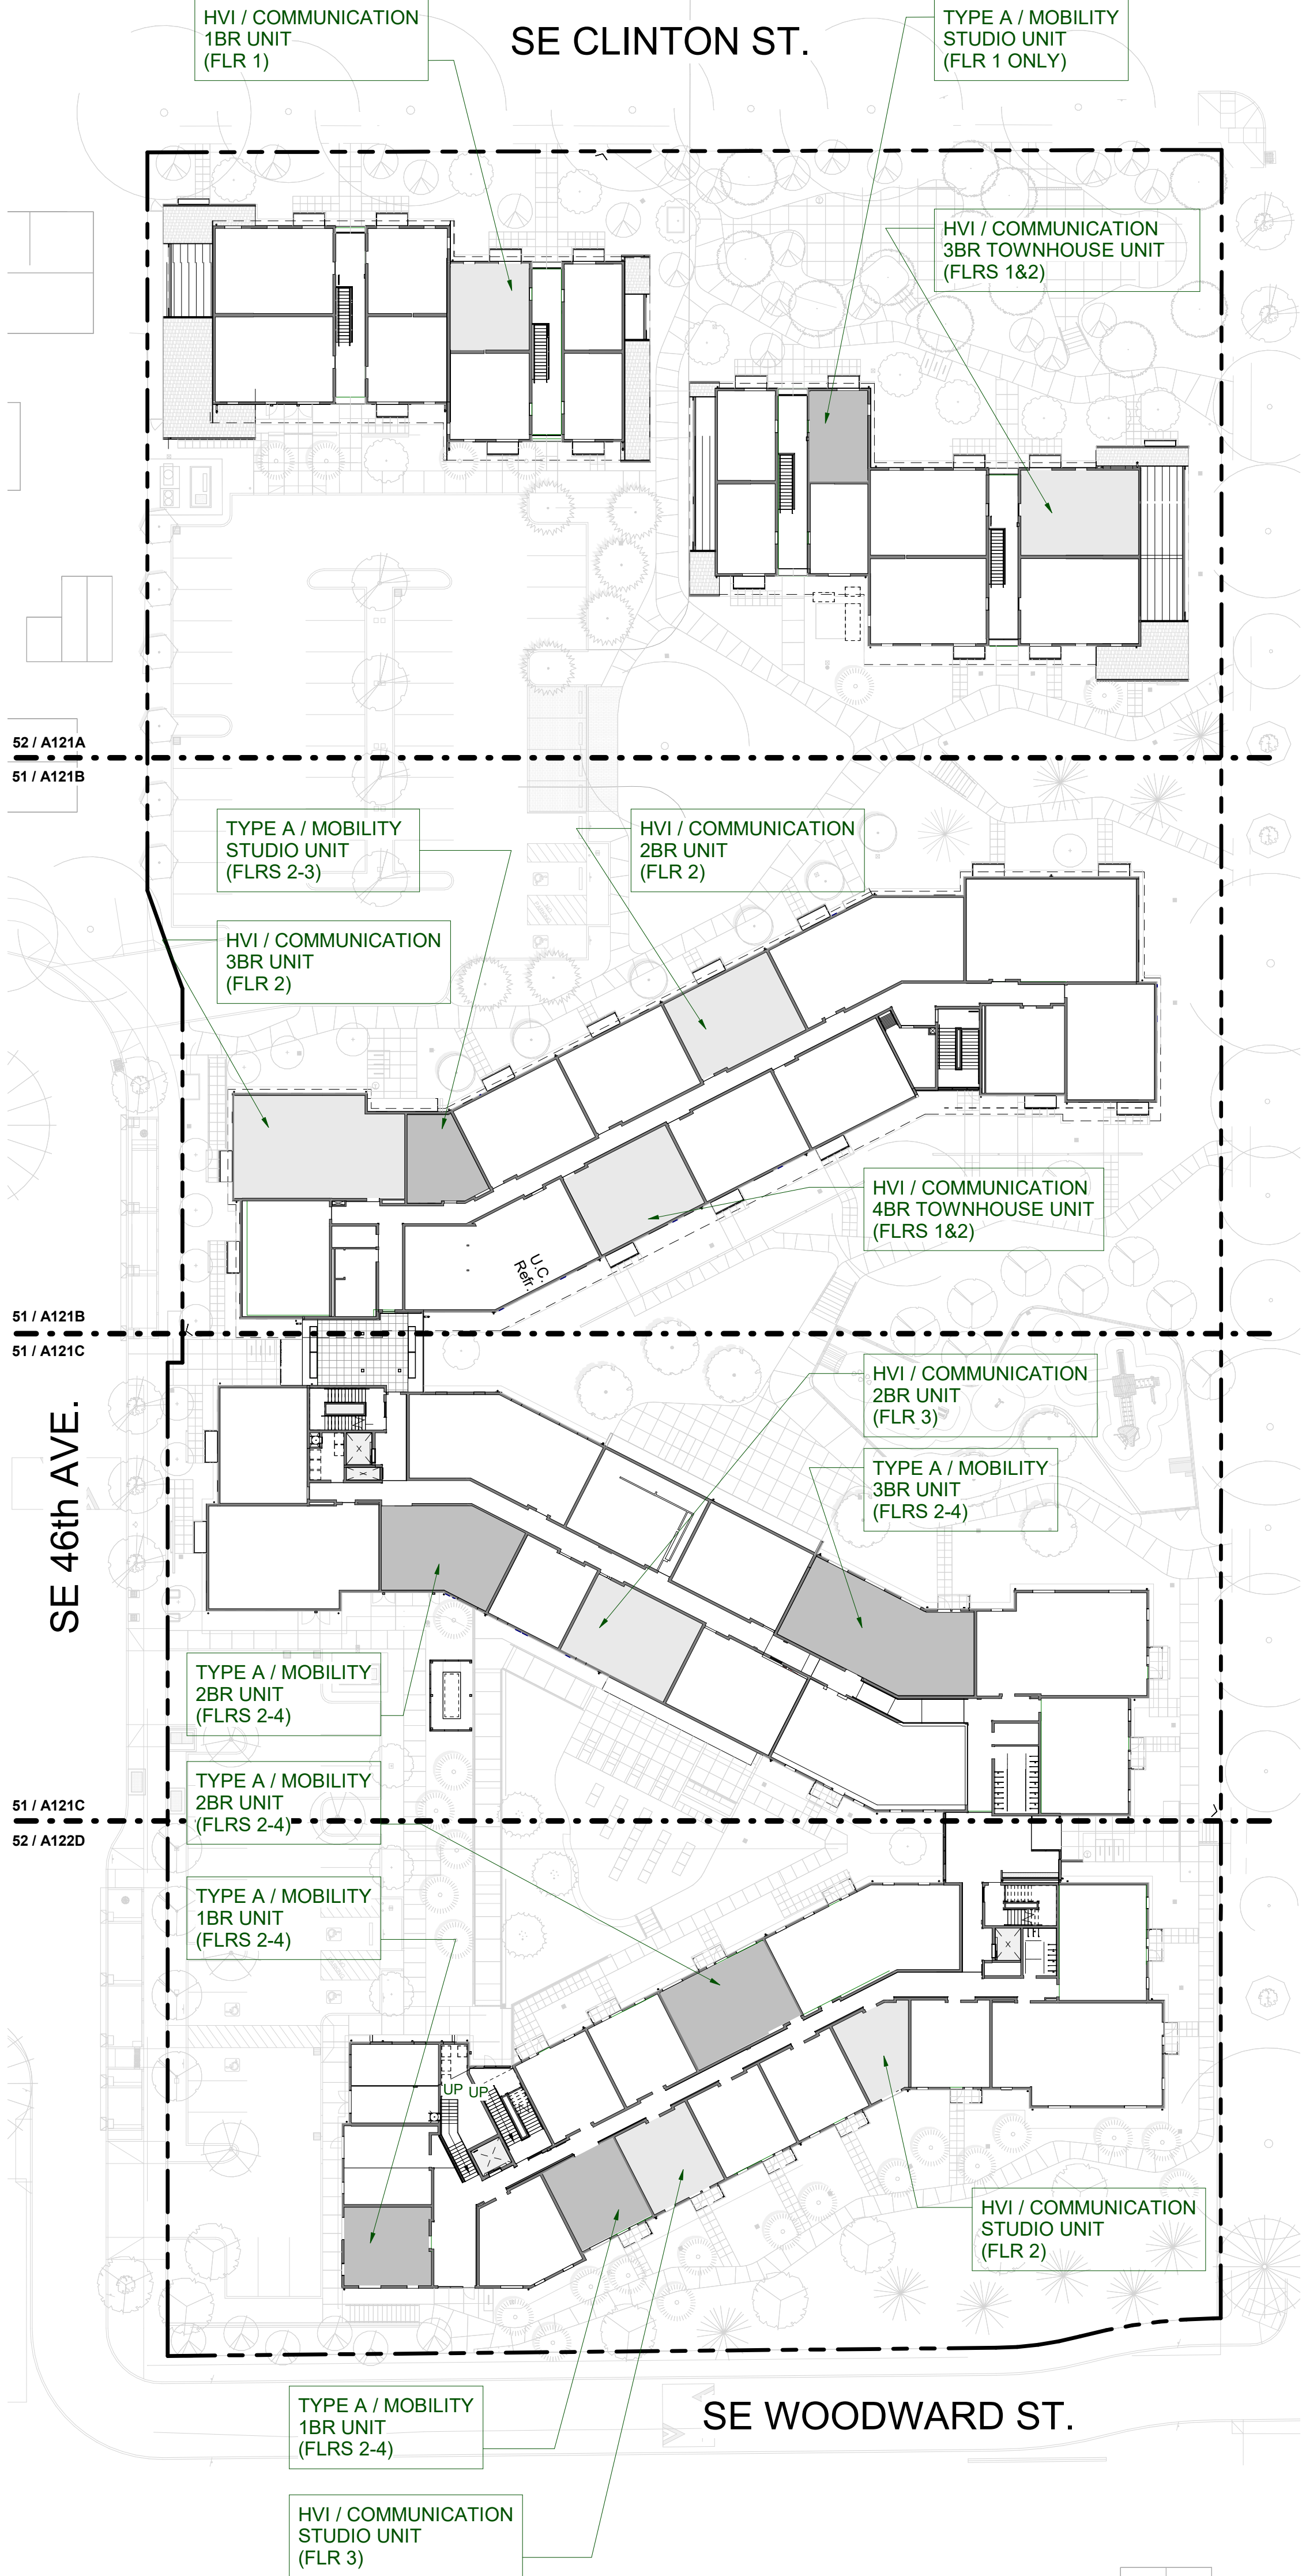 HVI / COMMUNICATION
1BR UNIT
(FLR 1)
SE CLINTON ST.
TYPE A / MOBILITY
STUDIO UNIT
(FLR 1 ONLY)
HVI / COMMUNICATION
3BR TOWNHOUSE UNIT
(FLRS 1&2)
52 / A121A
51 / A121B
TYPE A / MOBILITY
STUDIO UNIT
(FLRS 2-3)
HVI / COMMUNICATION
2BR UNIT
(FLR 2)
HVI / COMMUNICATION
3BR UNIT
(FLR 2)
HVI / COMMUNICATION
4BR TOWNHOUSE UNIT
(FLRS 1&2)
U.C.
Refr.
51 / A121B
51 / A121C
HVI / COMMUNICATION
2BR UNIT
(FLR 3)
SE 46th AVE.
TYPE A / MOBILITY
3BR UNIT
(FLRS 2-4)
TYPE A / MOBILITY
2BR UNIT
(FLRS 2-4)
TYPE A / MOBILITY
2BR UNIT
(FLRS 2-4)
51 / A121C
52 / A122D
TYPE A / MOBILITY
1BR UNIT
(FLRS 2-4)
UP UP
HVI / COMMUNICATION
STUDIO UNIT
(FLR 2)
TYPE A / MOBILITY
1BR UNIT
(FLRS 2-4)
SE WOODWARD ST.
HVI / COMMUNICATION
STUDIO UNIT
(FLR 3)